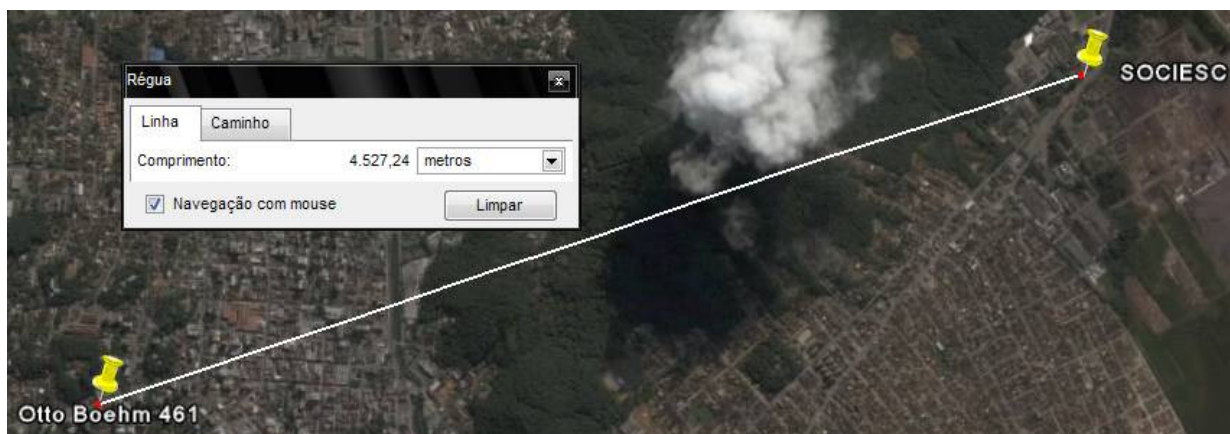 Régua
Linha Caminho
Comprimento: 4.527,24 metros
Navegação com mouse
Limpar
SOCIESC
Otto Boehm 461